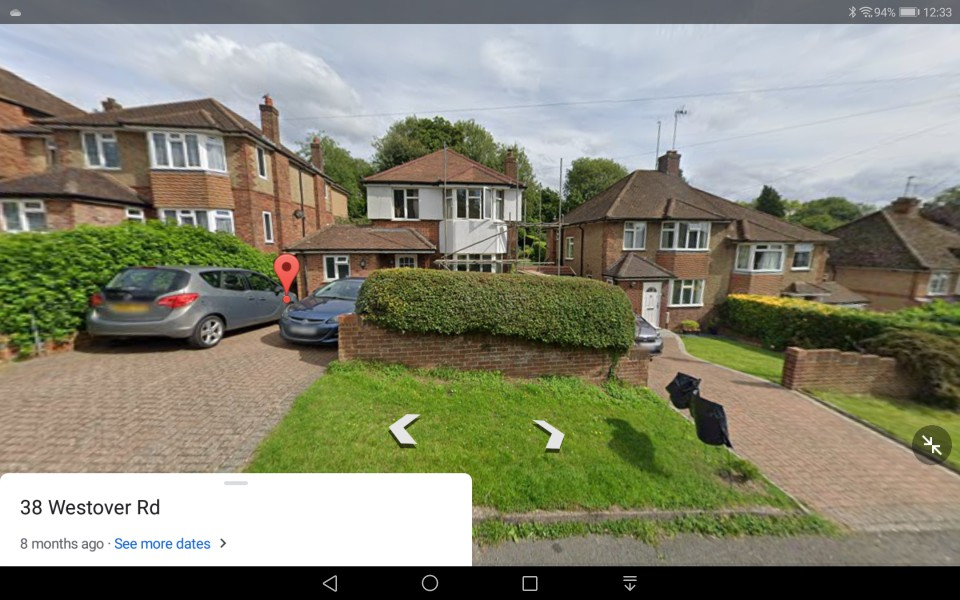 94% 12:33
38 Westover Rd
8 months ago · See more dates